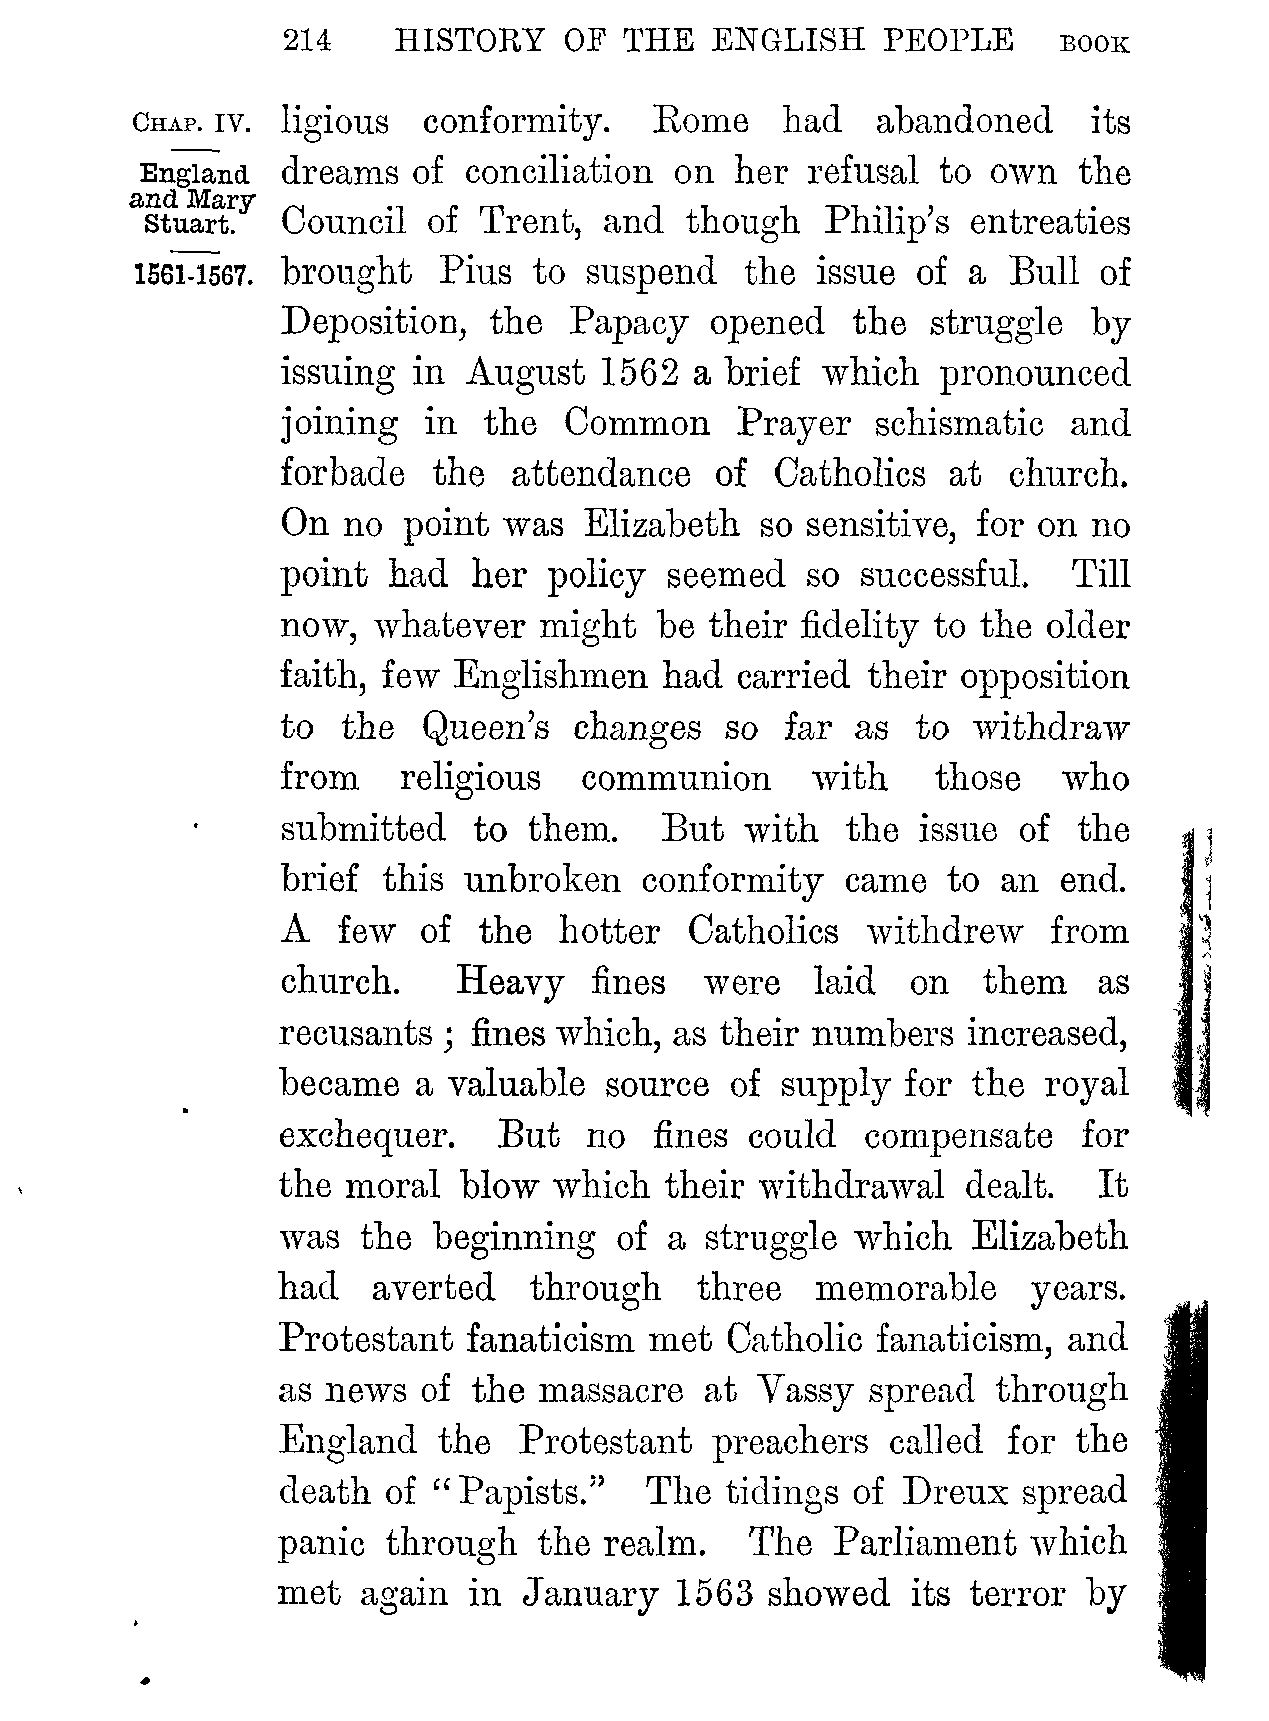 214 HISTORY OF THE ENGLISH PEOPLE BOOK
CHAP. IV.
England
and Mary
Stuart.
1561-1567.
ligious conformity. Rome had abandoned its
dreams of conciliation on her refusal to own the
Council of Trent, and though Philip's entreaties
brought Pius to suspend the issue of a Bull of
Deposition, the Papacy opened the struggle by
issuing in August 1562 a brief which pronounced
joining in the Common Prayer schismatic and
forbade the attendance of Catholics at church.
On no point was Elizabeth so sensitive, for on no
point had her policy seemed so successful. Till
now, whatever might be their fidelity to the older
faith, few Englishmen had carried their opposition
to the Queen's changes so far as to withdraw
from religious communion with those who
submitted to them. But with the issue of the
brief this unbroken conformity came to an end.
A few of the hotter Catholics withdrew from
church. Heavy fines were laid on them as
recusants ; fines which, as their numbers increased,
became a valuable source of supply for the royal
exchequer. But no fines could compensate for
the moral blow which their withdrawal dealt. It
was the beginning of a struggle which Elizabeth
had averted through three memorable years.
Protestant fanaticism met Catholic fanaticism, and
as news of the massacre at Vassy spread through
England the Protestant preachers called for the
death of "Papists." The tidings of Dreux spread
panic through the realm. The Parliament which
met again in January 1563 showed its terror by